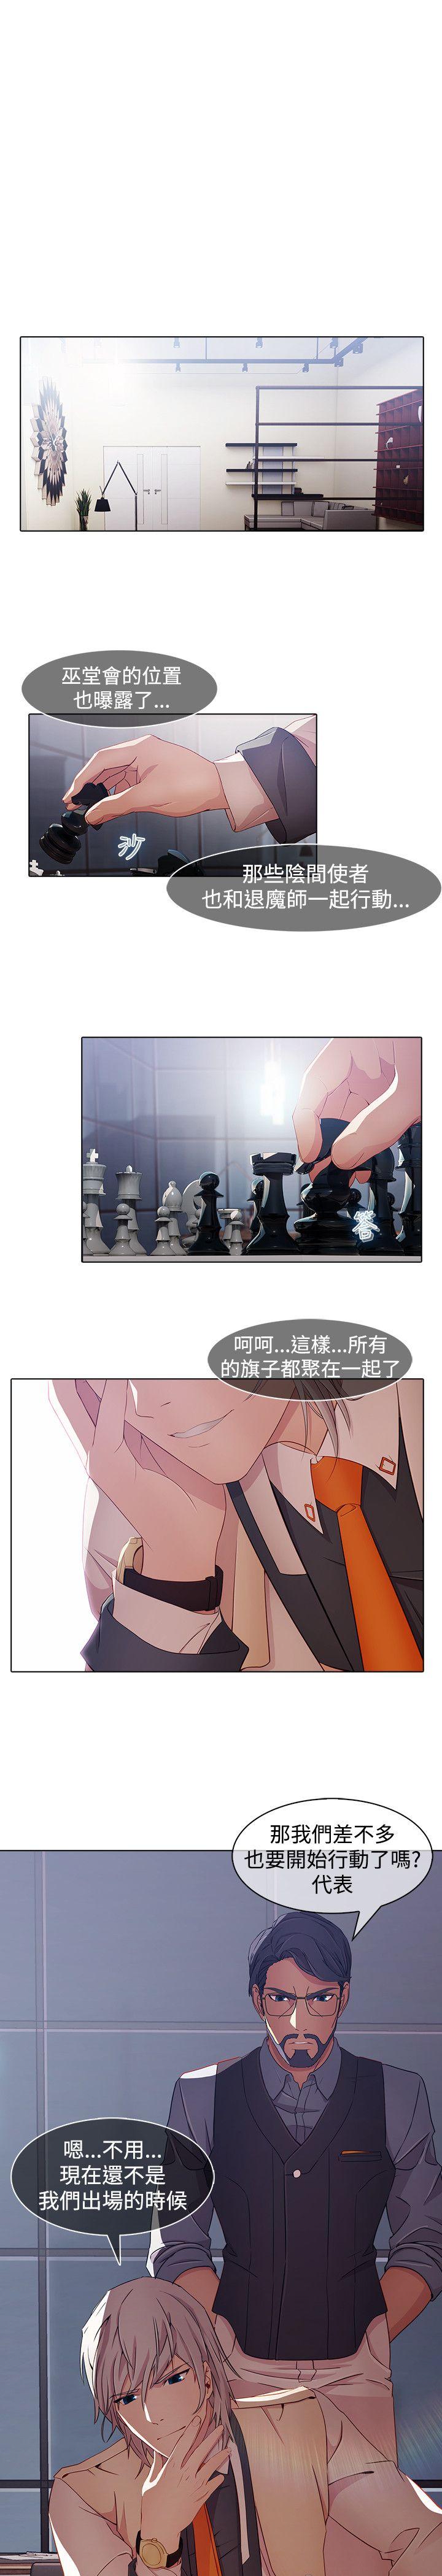 巫堂會的位置
也曝露了...
沙
那些陰間使者
也和退魔師一起行動...
答
呵呵...這樣...所有
的旗子都聚在一起了
那我們差不多
也要開始行動了嗎?
代表
嗯...不用...
現在還不是
我們出場的時候